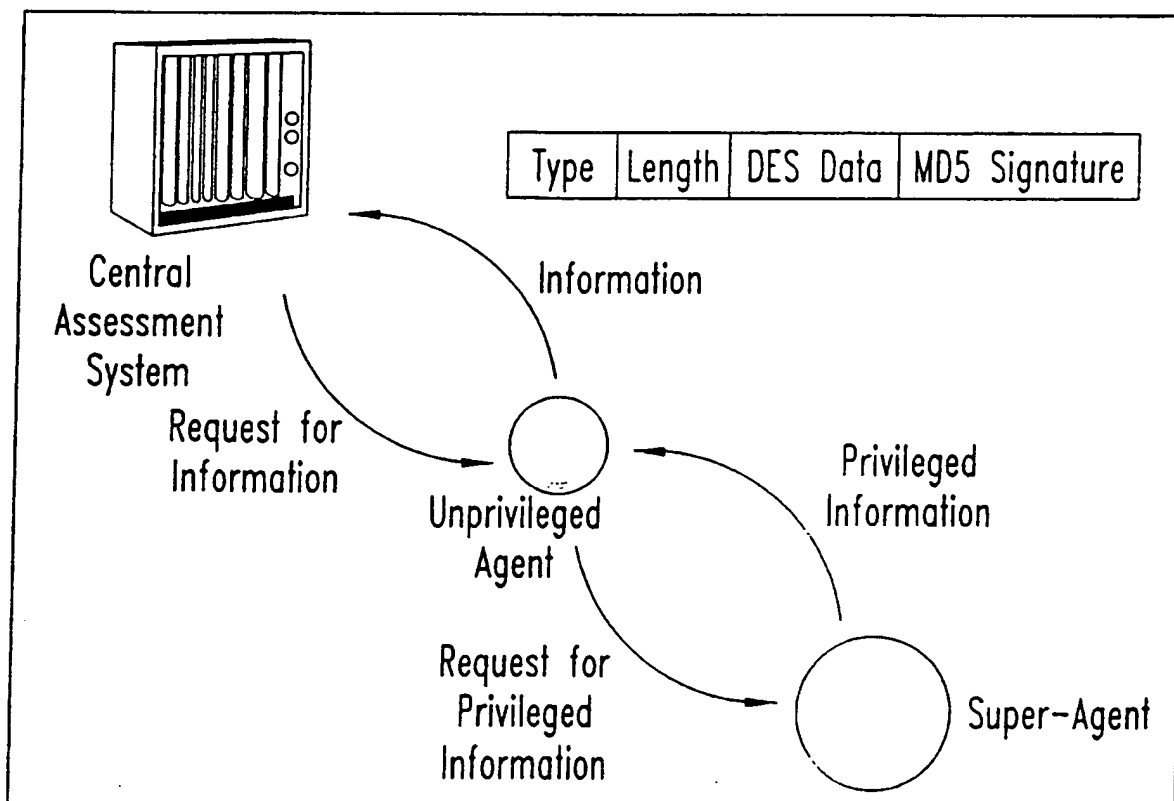 Type Length DES Data MD5 Signature
Central
Assessment
System
Information
Request for
Information
Unprivileged
Agent
Privileged
Information
Request for
Privileged
Information
Super-Agent